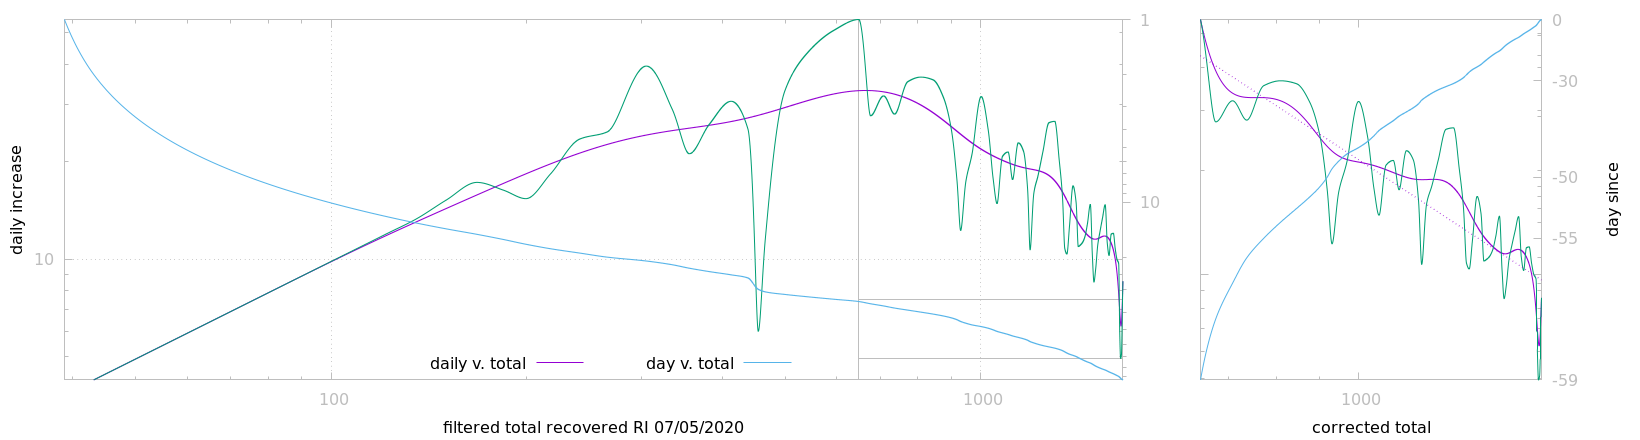 daily increase
10
100
1000
1
10
daily v. total
day v. total
filtered total recovered RI 07/05/2020
0
-30
-50
-55
-59
day since
1000
corrected total